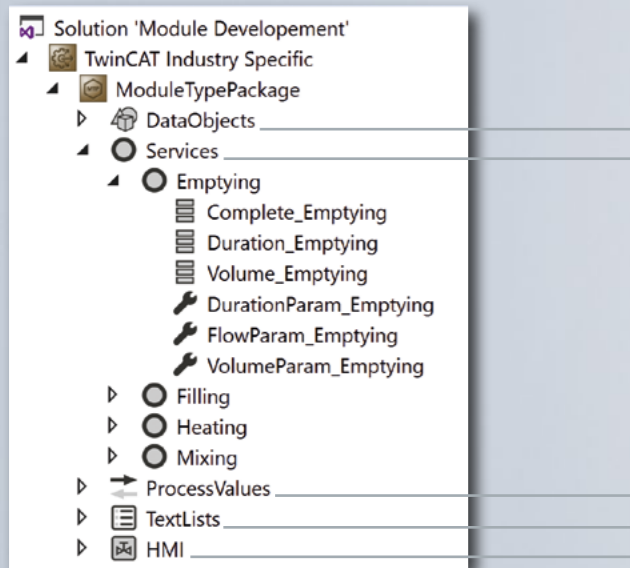 Solution 'Module Developement'
TwinCAT Industry Specific
ModuleTypePackage
DataObjects
Services
Emptying
Complete_Emptying
Duration_Emptying
Volume_Emptying
DurationParam_Emptying
FlowParam_Emptying
VolumeParam_Emptying
Filling
Heating
Mixing
ProcessValues
TextLists
HMI